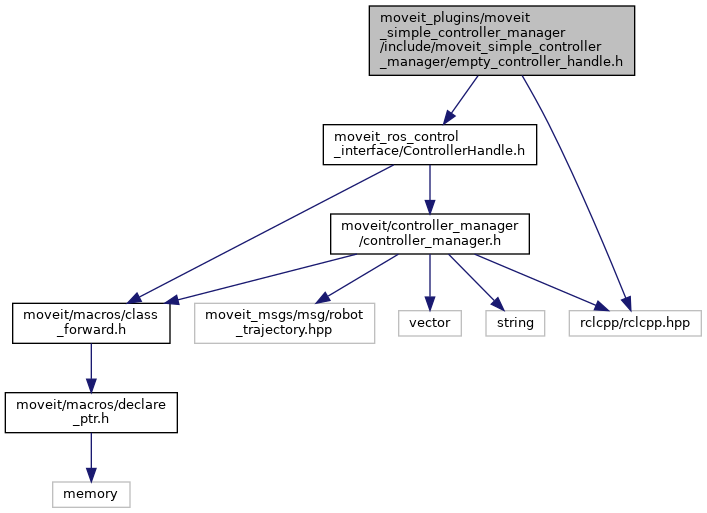 moveit_plugins/moveit
_simple_controller_manager
/include/moveit_simple_controller
_manager/empty_controller_handle.h
moveit_ros_control
_interface/ControllerHandle.h
moveit/controller_manager
/controller_manager.h
moveit/macros/class
_forward.h
moveit_msgs/msg/robot
_trajectory.hpp
vector
string
rclcpp/rclcpp.hpp
moveit/macros/declare
_ptr.h
memory